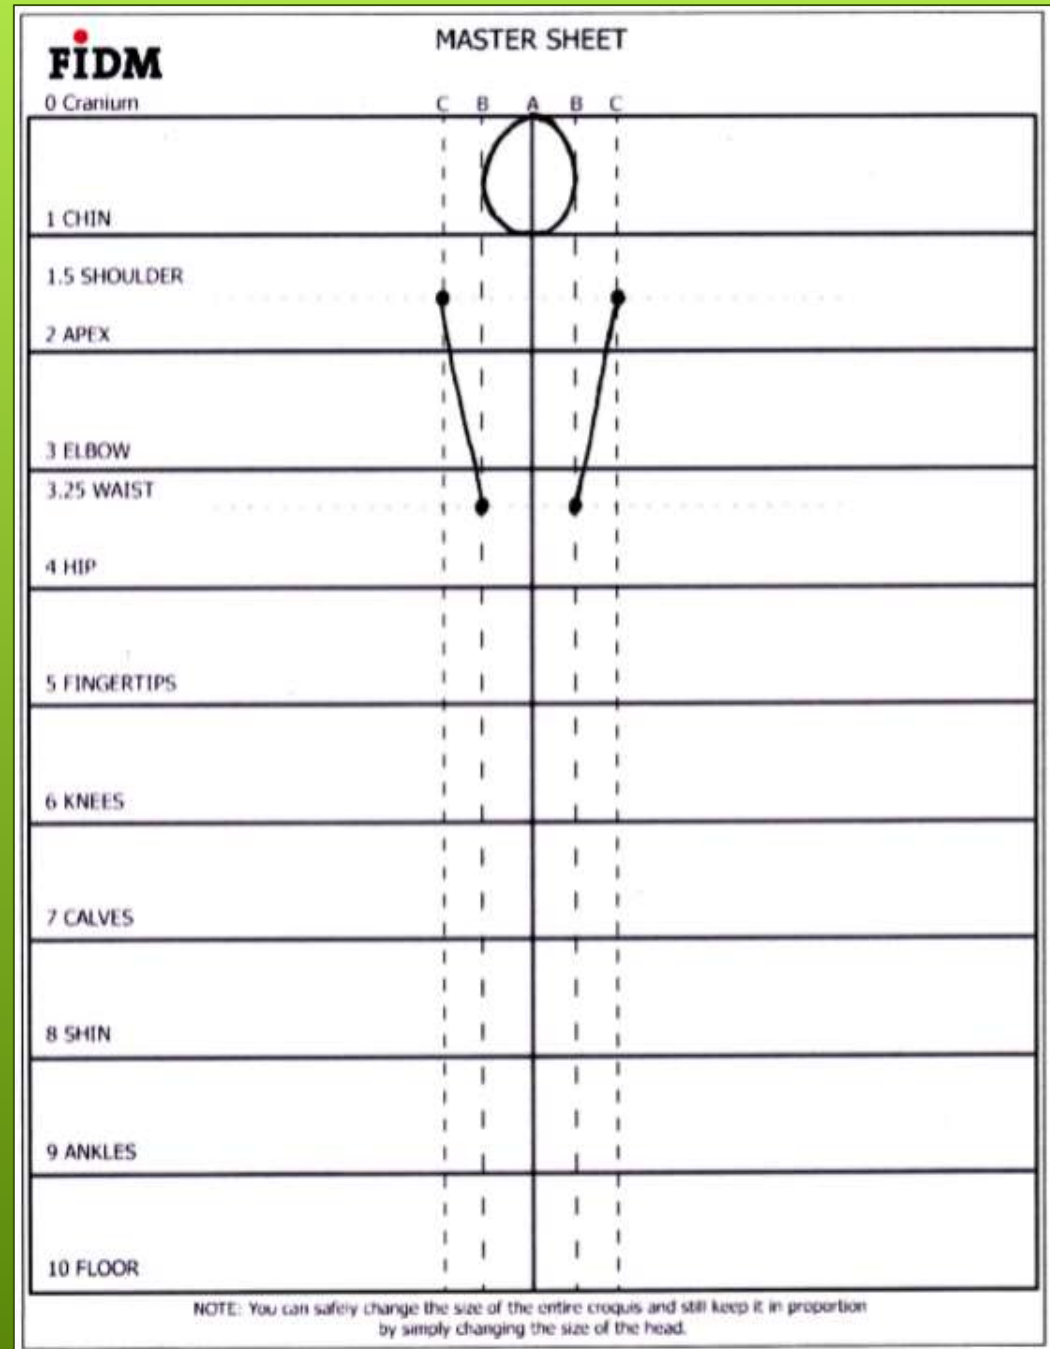 MASTER SHEET
FiDM
0 Cranium
C B A B C
1 CHIN
1.5 SHOULDER
2 APEX
3 ELBOW
3.25 WAIST
4 HIP
5 FINGERTIPS
6 KNEES
7 CALVES
8 SHIN
9 ANKLES
10 FLOOR
NOTE: You can safely change the size of the entire croquis and still keep it in proportion
by simply changing the size of the head.